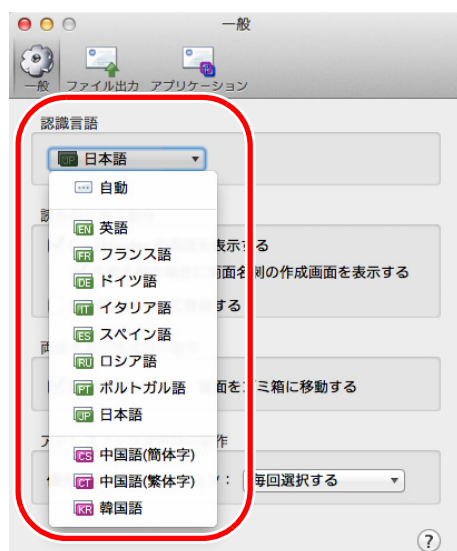 一般
一般 ファイル出力 アプリケーション
認識言語
JP 日本語
自動
EN 英語
表示する
FR フランス語
両面名刺の作成画面を表示する
DE ドイツ語
IT イタリア語
する
ES スペイン語
RU ロシア語
PT ポルトガル語
面をゴミ箱に移動する
JP 日本語
作
CS 中国語(簡体字)
CT 中国語(繁体字)
毎回選択する
KR 韓国語
?